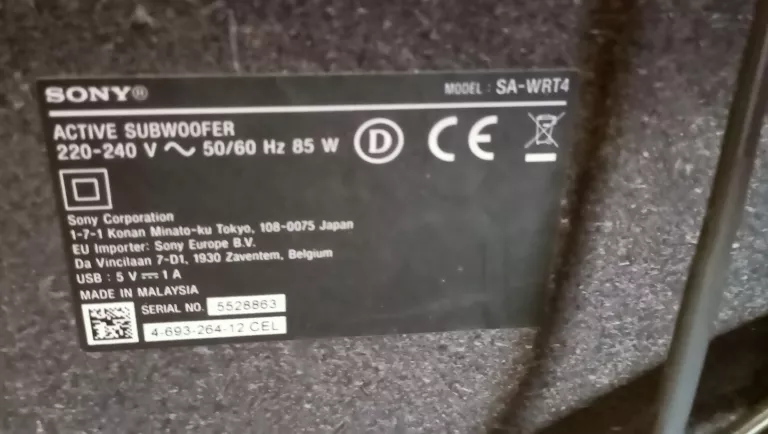 SONY®
MODEL : SA-WRT4
ACTIVE SUBWOOFER
220-240 V ~ 50/60 Hz 85 W
D CE
Sony Corporation
1-7-1 Konan Minato-ku Tokyo, 108-0075 Japan
EU Importer: Sony Europe B.V.
Da Vincilaan 7-D1, 1930 Zaventem, Belgium
USB : 5 V ⎓ 1 A
MADE IN MALAYSIA
SERIAL NO. 5528863
4-693-264-12 CEL